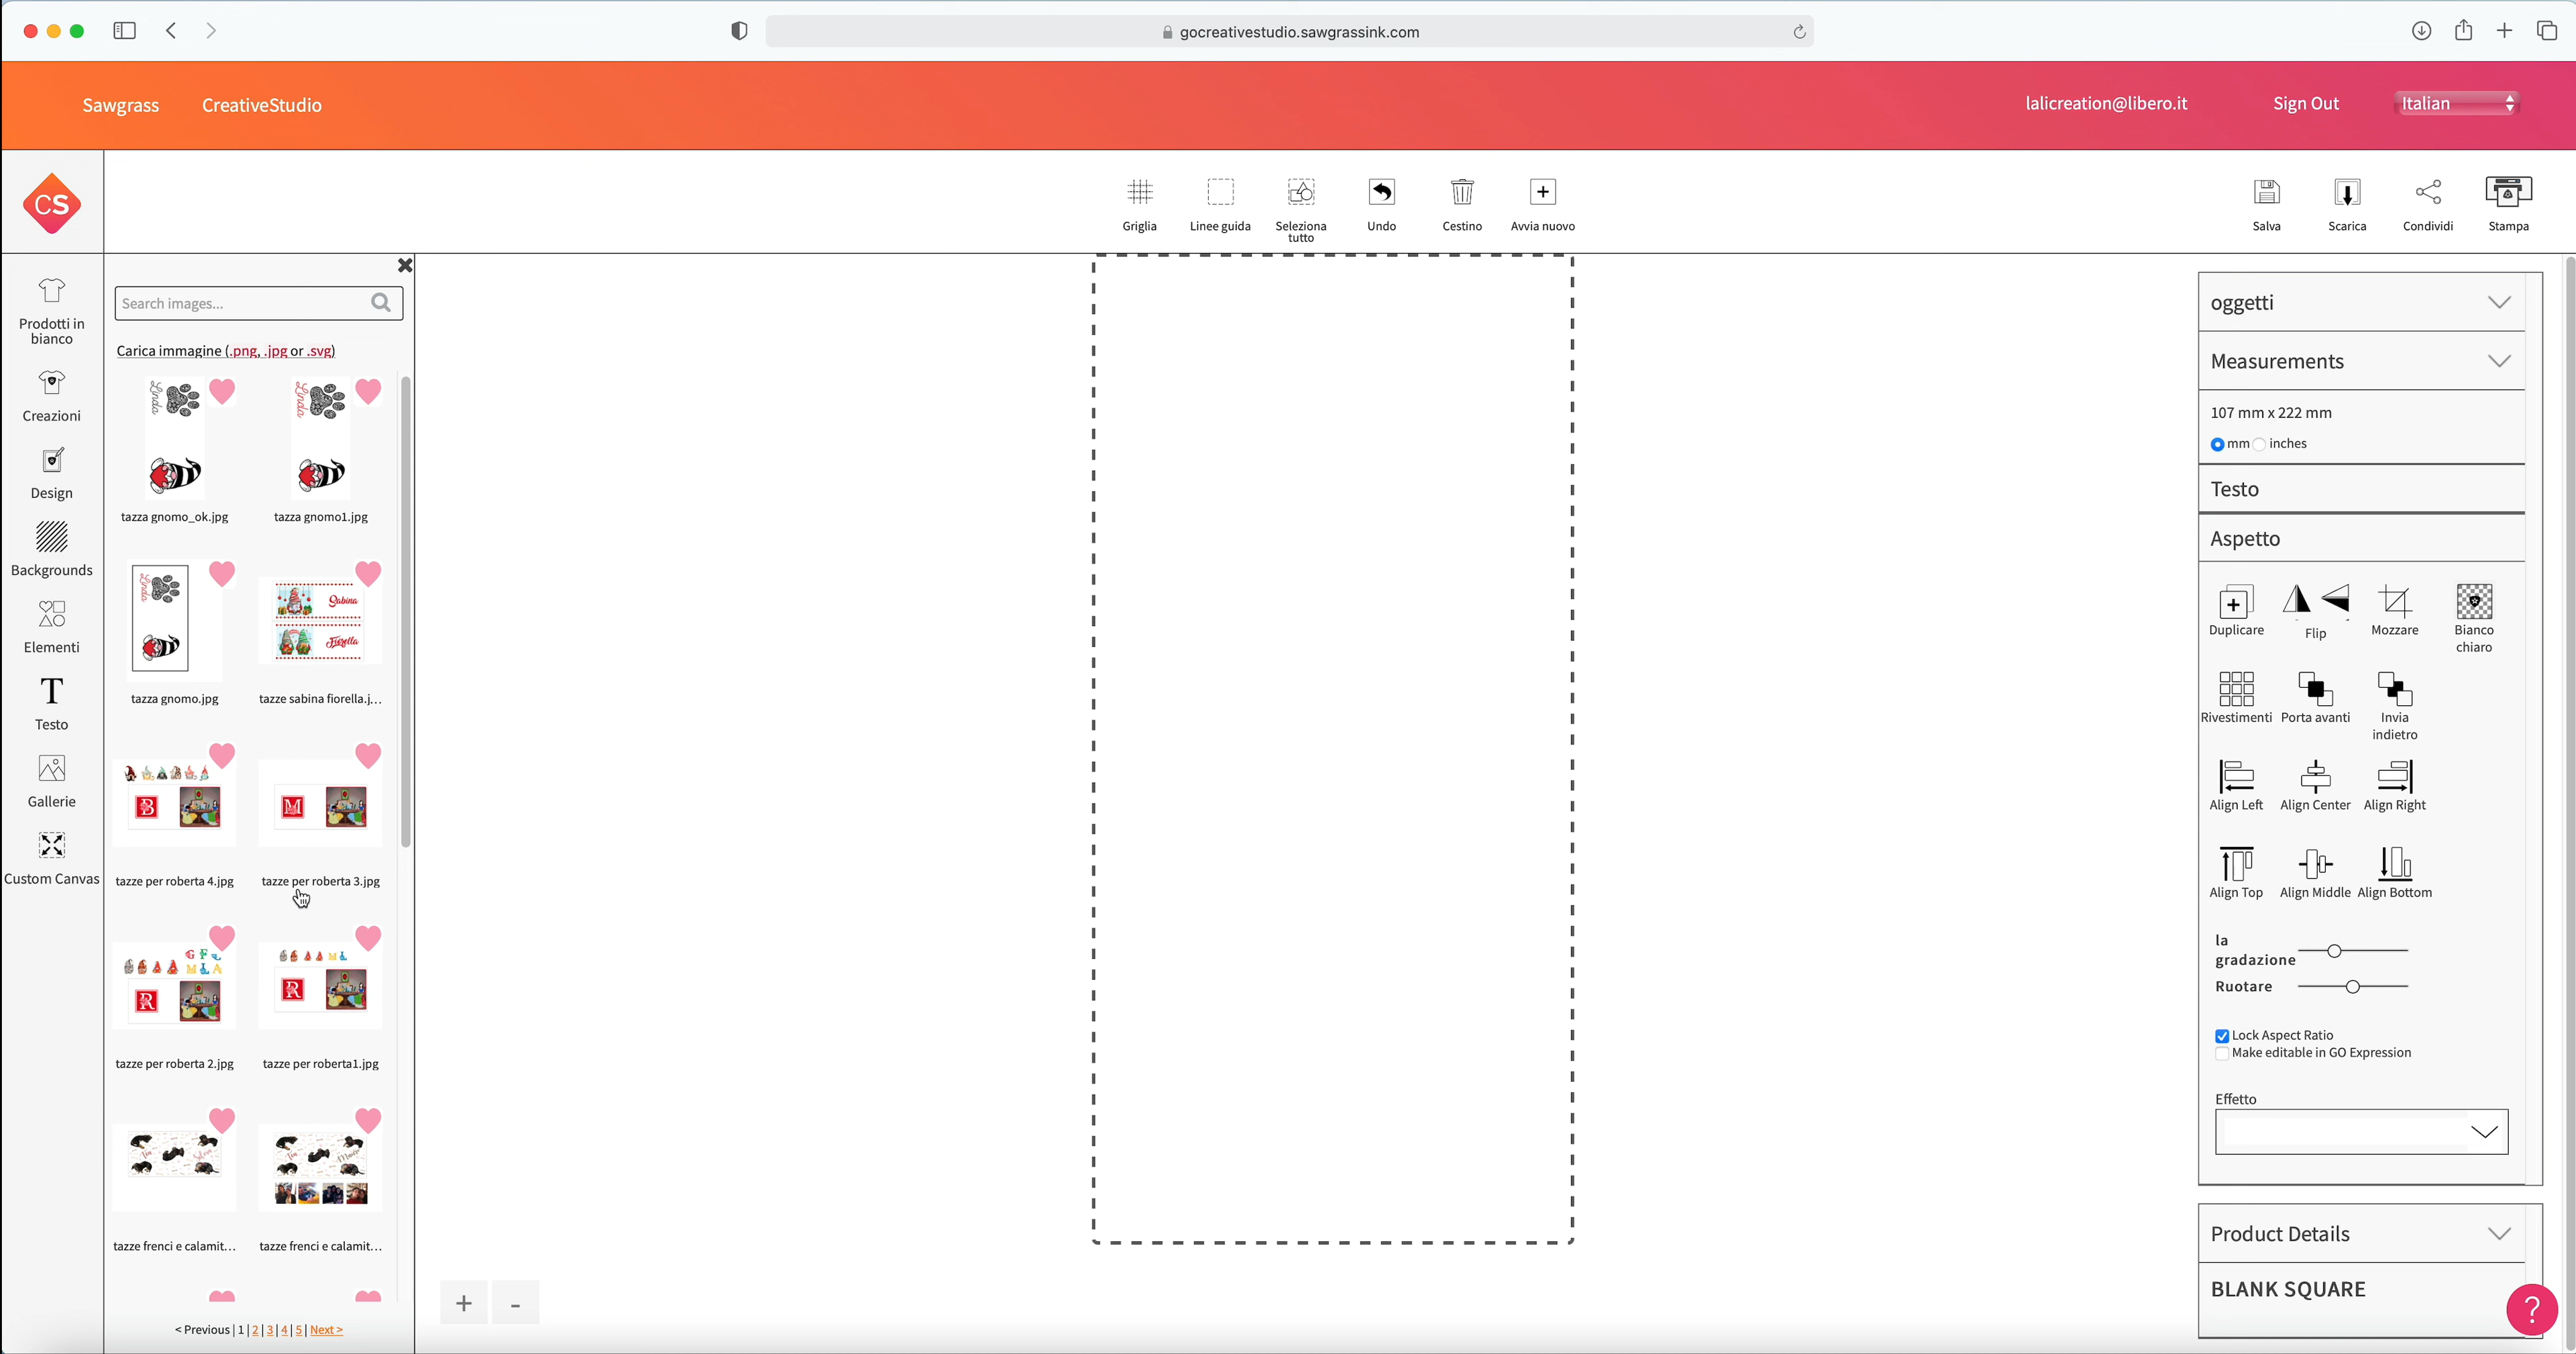 gocreativestudio.sawgrassink.com
Sawgrass
CreativeStudio
lalicreation@libero.it
Sign Out
Italian
CS
Griglia
Linee guida
Seleziona
tutto
Undo
Cestino
Avvia nuovo
Salva
Scarica
Condividi
Stampa
Prodotti in
bianco
Creazioni
Design
Backgrounds
Elementi
T
Testo
Gallerie
Custom Canvas
Search images...
Carica immagine (.png, .jpg or .svg)
Linda
Linda
tazza gnomo_ok.jpg
tazza gnomo1.jpg
Linda
Sabina
Fiorella
tazza gnomo.jpg
tazze sabina fiorella.j...
B
M
tazze per roberta 4.jpg
tazze per roberta 3.jpg
R
R
tazze per roberta 2.jpg
tazze per roberta1.jpg
tazze frenci e calamit...
tazze frenci e calamit...
< Previous | 1 | 2 | 3 | 4 | 5 | Next >
+
-
oggetti
Measurements
107 mm x 222 mm
mm
inches
Testo
Aspetto
Duplicare
Flip
Mozzare
Bianco
chiaro
Rivestimenti
Porta avanti
Invia
indietro
Align Left
Align Center
Align Right
Align Top
Align Middle
Align Bottom
la
gradazione
Ruotare
Lock Aspect Ratio
Make editable in GO Expression
Effetto
Product Details
BLANK SQUARE
?